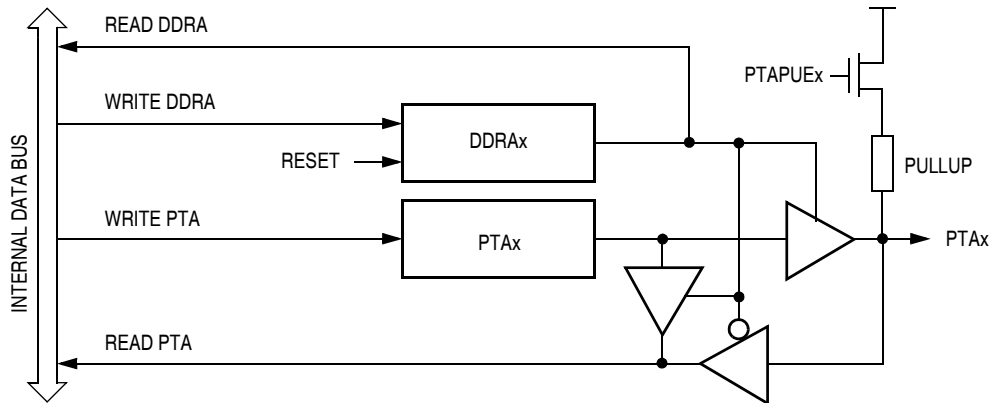 READ DDRA
PTAPUEx
WRITE DDRA
DDRAx
RESET
PULLUP
INTERNAL DATA BUS
WRITE PTA
PTAx
PTAx
READ PTA